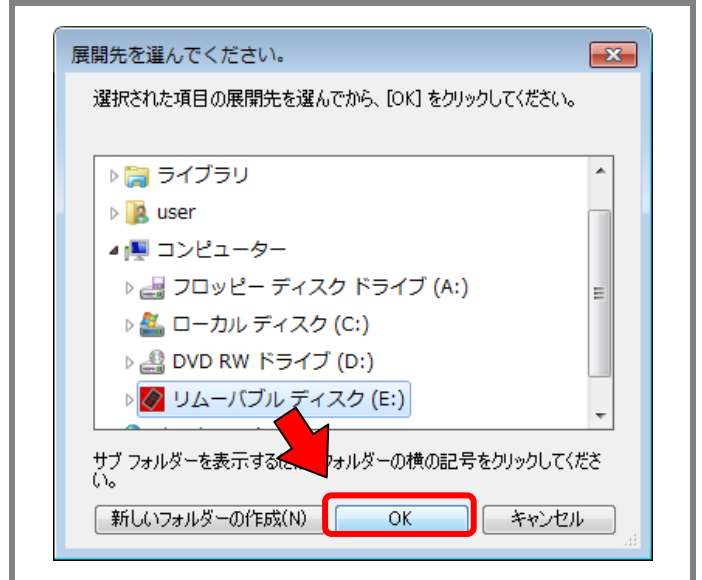 展開先を選んでください。
選択された項目の展開先を選んでから、[OK] をクリックしてください。
ライブラリ
user
コンピューター
フロッピー ディスク ドライブ (A:)
ローカル ディスク (C:)
DVD RW ドライブ (D:)
リムーバブル ディスク (E:)
サブ フォルダーを表示するには フォルダーの横の記号をクリックしてくださ
い。
新しいフォルダーの作成(N)
OK
キャンセル